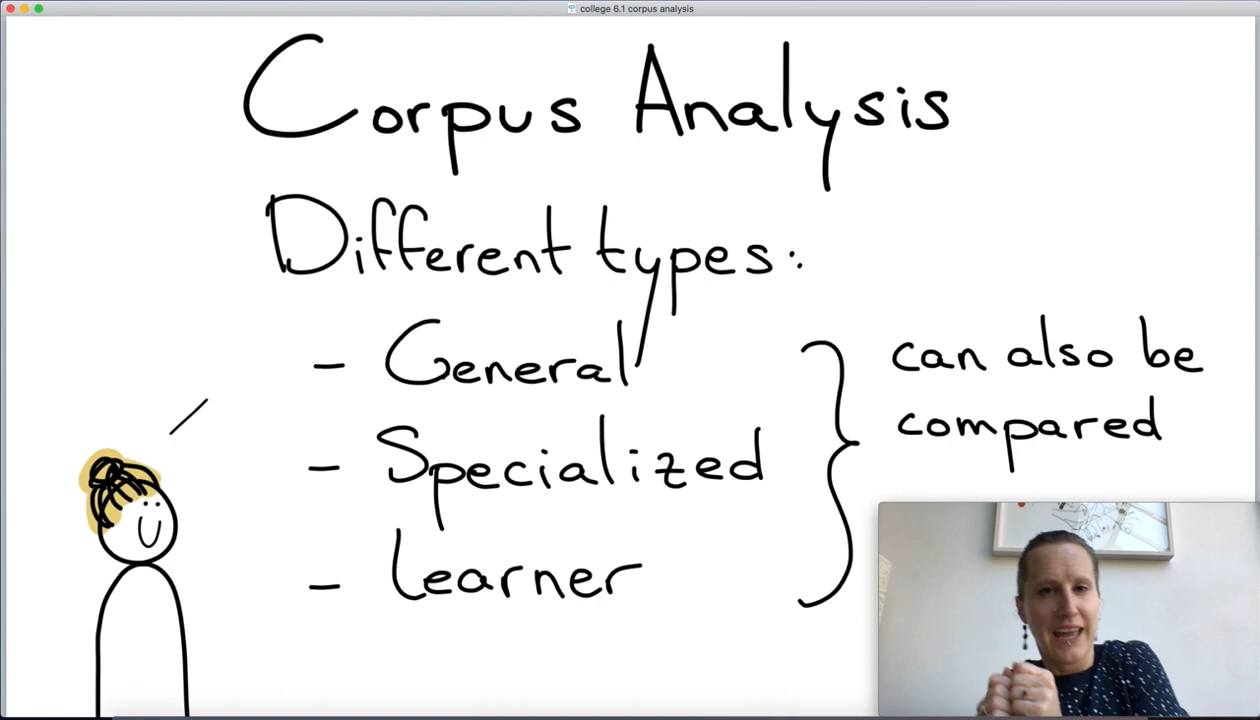 college 6.1 corpus analysis
Corpus Analysis
Different types:
- General
- Specialized
- Learner
can also be
compared